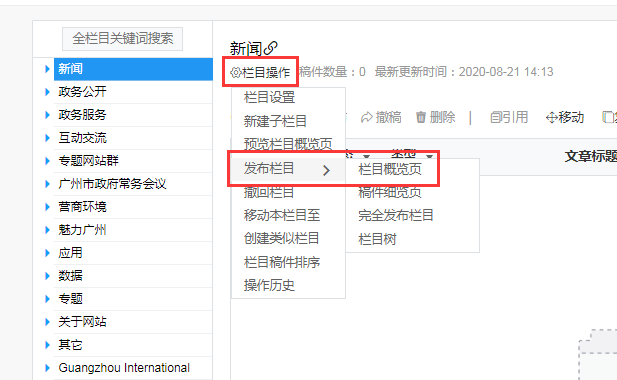 全栏目关键词搜索
新闻
政务公开
政务服务
互动交流
专题网站群
广州市政府常务会议
营商环境
魅力广州
应用
数据
专题
关于网站
其它
Guangzhou International
新闻
栏目操作 稿件数量：0 最新更新时间：2020-08-21 14:13
撤稿 删除 | 引用 移动
类型 文章标题
栏目设置
新建子栏目
预览栏目概览页
发布栏目
撤回栏目
移动本栏目至
创建类似栏目
栏目稿件排序
操作历史
栏目概览页
稿件细览页
完全发布栏目
栏目树